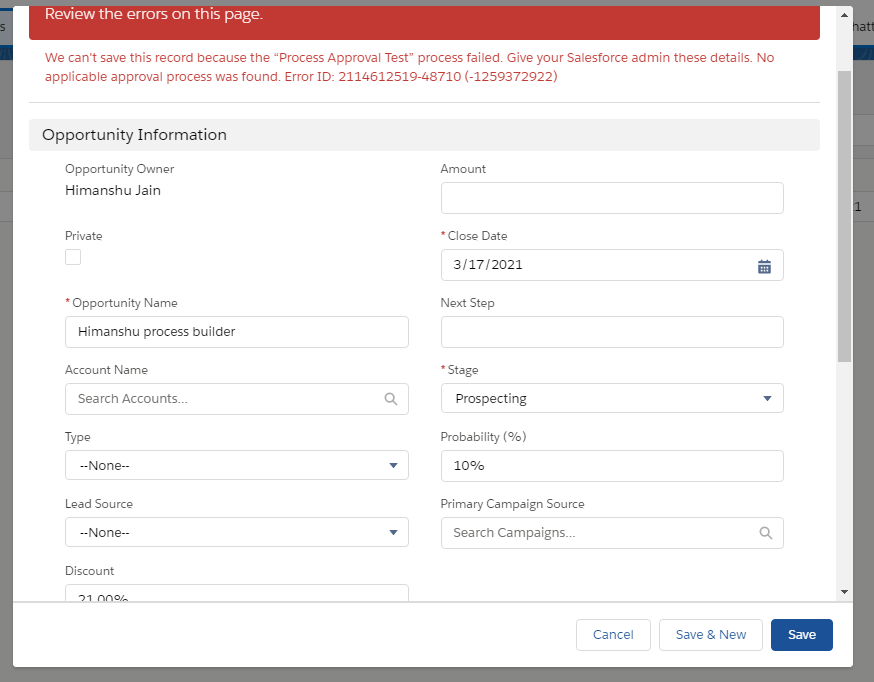 Review the errors on this page.
We can't save this record because the “Process Approval Test” process failed. Give your Salesforce admin these details. No
applicable approval process was found. Error ID: 2114612519-48710 (-1259372922)
Opportunity Information
Opportunity Owner
Himanshu Jain
Amount
Private
*Close Date
3/17/2021
*Opportunity Name
Himanshu process builder
Next Step
Account Name
Search Accounts...
*Stage
Prospecting
Type
--None--
Probability (%)
10%
Lead Source
--None--
Primary Campaign Source
Search Campaigns...
Discount
21.00%
Cancel
Save & New
Save